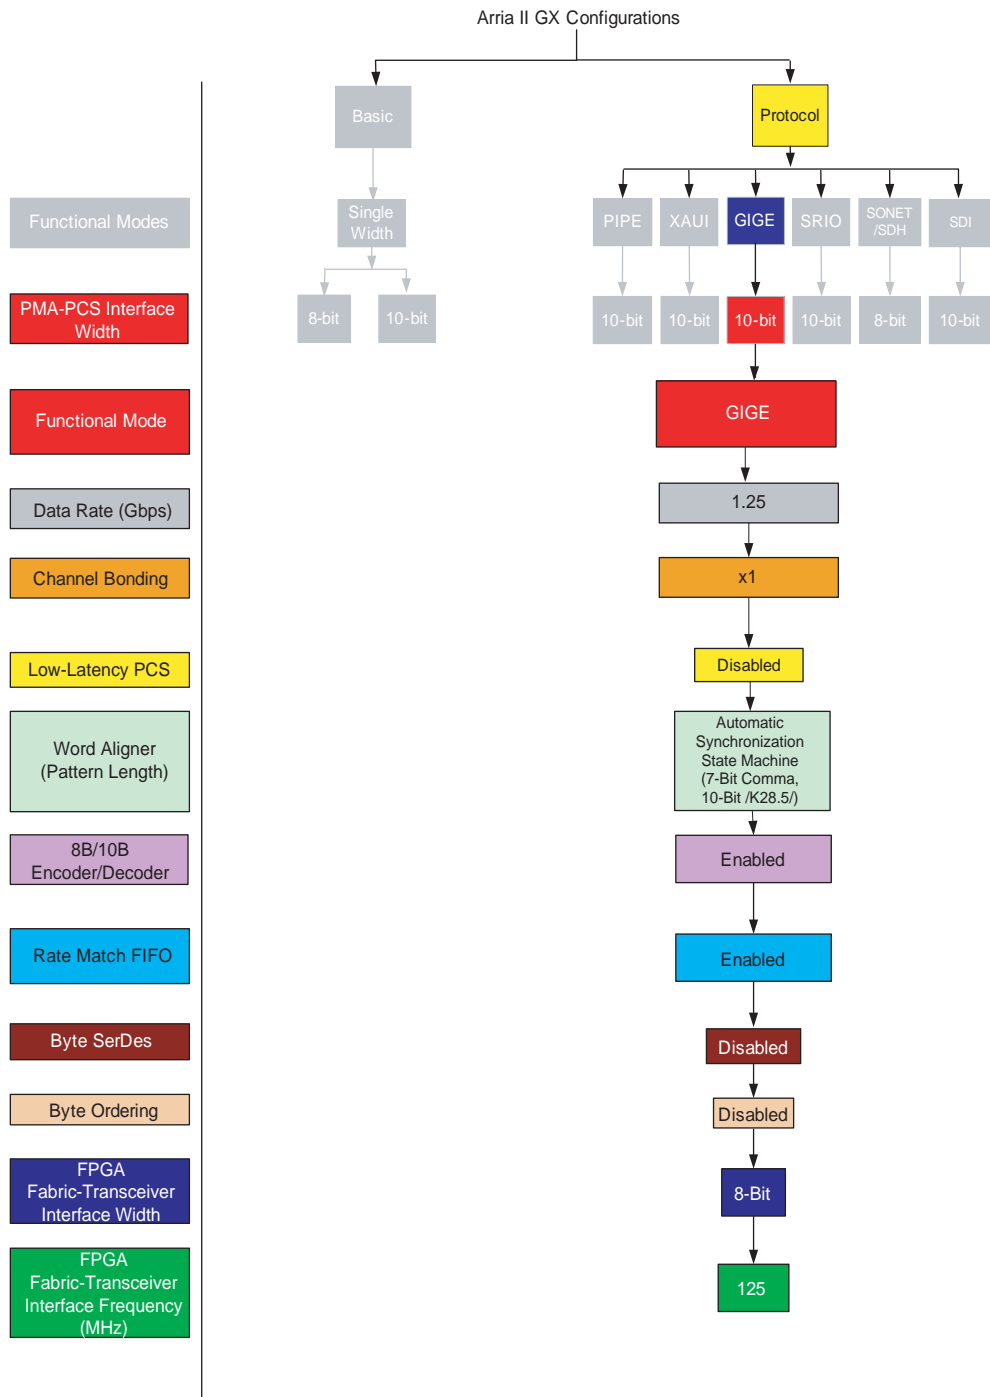 Arria II GX Configurations
Basic
Protocol
Functional Modes
Single
Width
PIPE
XAUI
GIGE
SRIO
SONET
/SDH
SDI
PMA-PCS Interface
Width
8-bit
10-bit
10-bit
10-bit
10-bit
10-bit
8-bit
10-bit
Functional Mode
GIGE
Data Rate (Gbps)
1.25
Channel Bonding
x1
Low-Latency PCS
Disabled
Word Aligner
(Pattern Length)
Automatic
Synchronization
State Machine
(7-Bit Comma,
10-Bit /K28.5/)
8B/10B
Encoder/Decoder
Enabled
Rate Match FIFO
Enabled
Byte SerDes
Disabled
Byte Ordering
Disabled
FPGA
Fabric-Transceiver
Interface Width
8-Bit
FPGA
Fabric-Transceiver
Interface Frequency
(MHz)
125